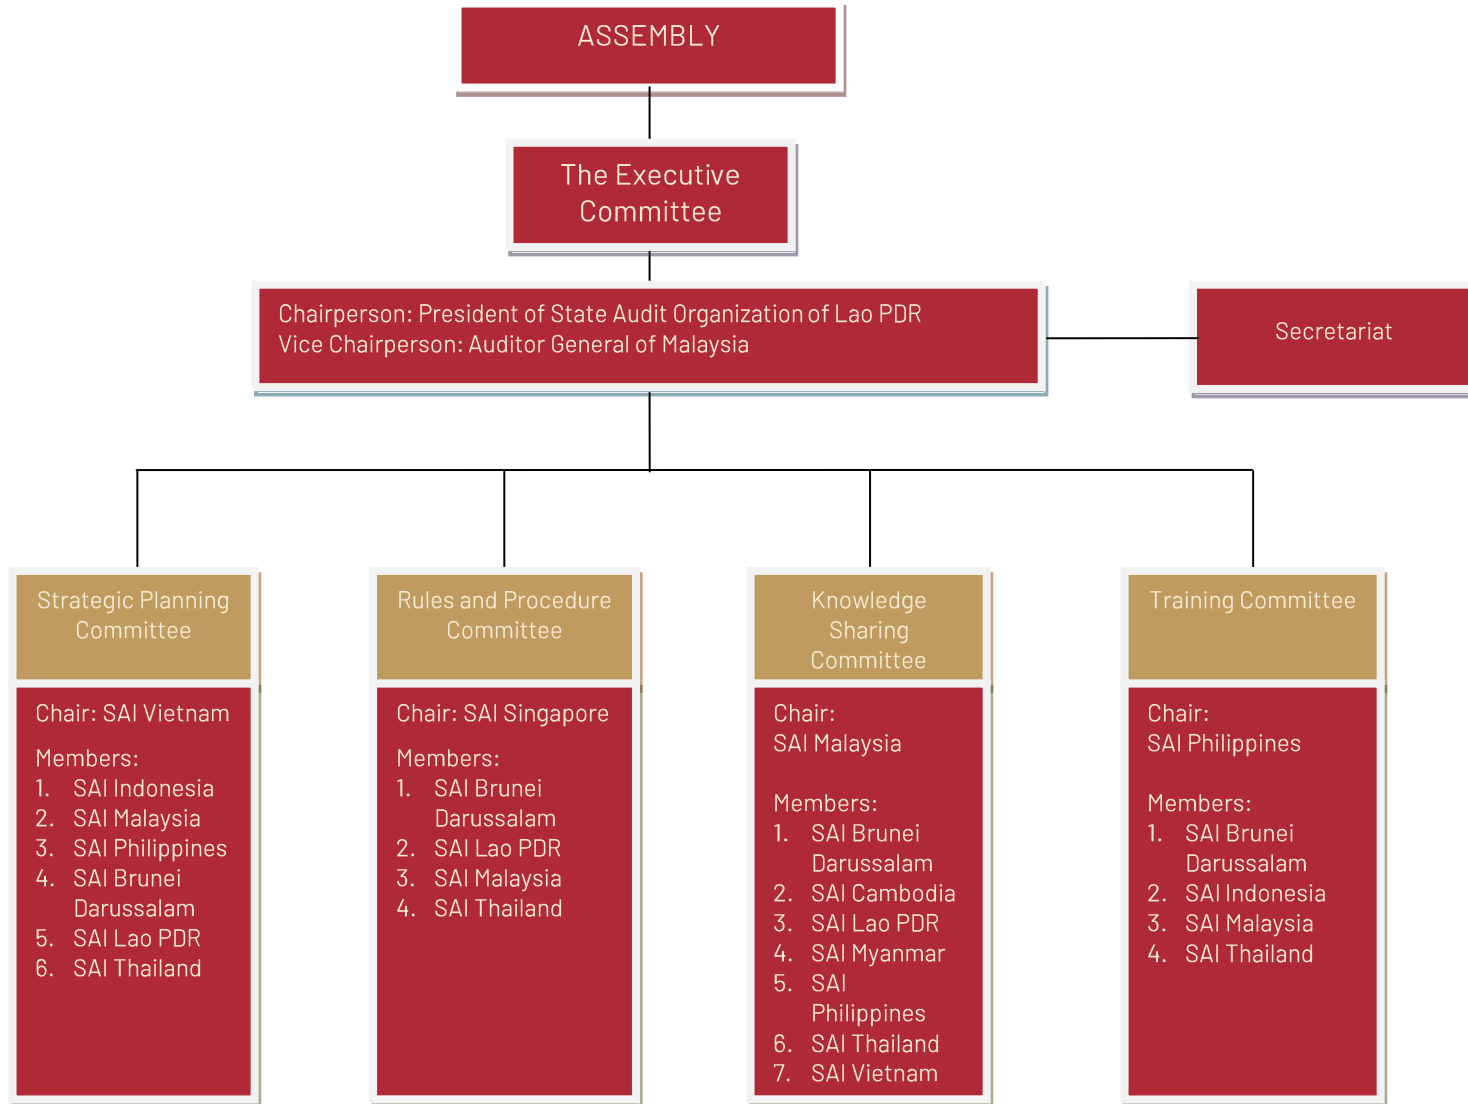 ASSEMBLY
The Executive
Committee
Chairperson: President of State Audit Organization of Lao PDR
Vice Chairperson: Auditor General of Malaysia
Secretariat
Strategic Planning
Committee
Chair: SAI Vietnam
Members:
1. SAI Indonesia
2. SAI Malaysia
3. SAI Philippines
4. SAI Brunei
Darussalam
5. SAI Lao PDR
6. SAI Thailand
Rules and Procedure
Committee
Chair: SAI Singapore
Members:
1. SAI Brunei
Darussalam
2. SAI Lao PDR
3. SAI Malaysia
4. SAI Thailand
Knowledge
Sharing
Committee
Chair:
SAI Malaysia
Members:
1. SAI Brunei
Darussalam
2. SAI Cambodia
3. SAI Lao PDR
4. SAI Myanmar
5. SAI
Philippines
6. SAI Thailand
7. SAI Vietnam
Training Committee
Chair:
SAI Philippines
Members:
1. SAI Brunei
Darussalam
2. SAI Indonesia
3. SAI Malaysia
4. SAI Thailand